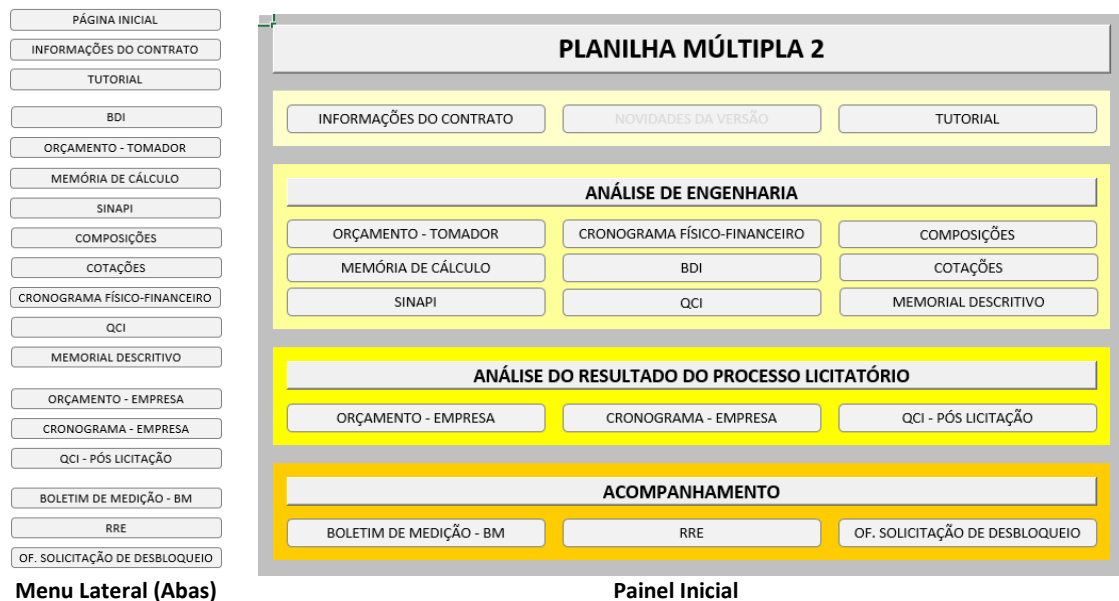 PÁGINA INICIAL
INFORMAÇÕES DO CONTRATO
TUTORIAL
BDI
ORÇAMENTO - TOMADOR
MEMÓRIA DE CÁLCULO
SINAPI
COMPOSIÇÕES
COTAÇÕES
CRONOGRAMA FÍSICO-FINANCEIRO
QCI
MEMORIAL DESCRITIVO
ORÇAMENTO - EMPRESA
CRONOGRAMA - EMPRESA
QCI - PÓS LICITAÇÃO
BOLETIM DE MEDIÇÃO - BM
RRE
OF. SOLICITAÇÃO DE DESBLOQUEIO
Menu Lateral (Abas)
PLANILHA MÚLTIPLA 2
INFORMAÇÕES DO CONTRATO NOVIDADES DA VERSÃO TUTORIAL
ANÁLISE DE ENGENHARIA
ORÇAMENTO - TOMADOR CRONOGRAMA FÍSICO-FINANCEIRO COMPOSIÇÕES
MEMÓRIA DE CÁLCULO BDI COTAÇÕES
SINAPI QCI MEMORIAL DESCRITIVO
ANÁLISE DO RESULTADO DO PROCESSO LICITATÓRIO
ORÇAMENTO - EMPRESA CRONOGRAMA - EMPRESA QCI - PÓS LICITAÇÃO
ACOMPANHAMENTO
BOLETIM DE MEDIÇÃO - BM RRE OF. SOLICITAÇÃO DE DESBLOQUEIO
Painel Inicial